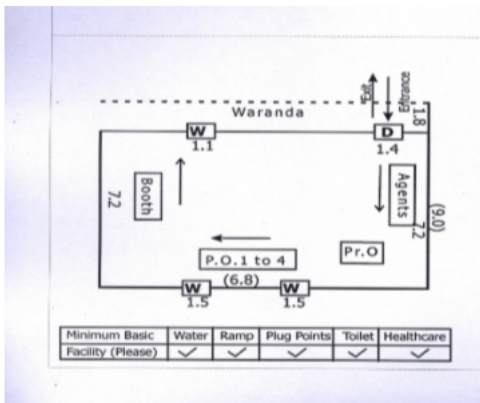 Exit Entrance
1.8
Waranda
W D
1.1 1.4
7.2 Booth Agents 7.2 (9.0)
Pr.O
P.O.1 to 4
(6.8)
W W
1.5 1.5
Minimum Basic Water Ramp Plug Points Toilet Healthcare
Facility (Please) ✓ ✓ ✓ ✓ ✓